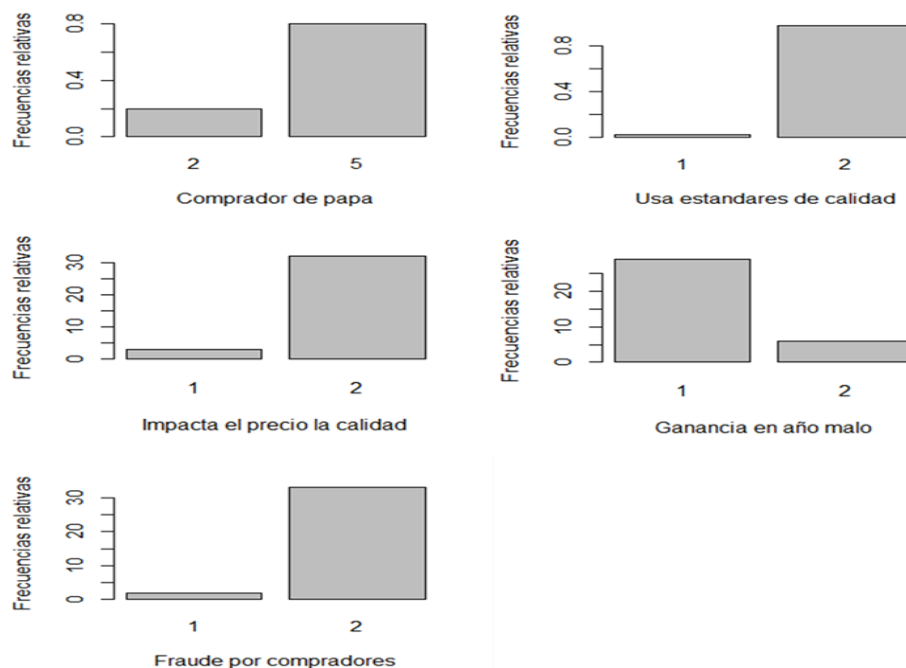 Frecuencias relativas
0.8
0.4
0.0
2 5
Comprador de papa
Frecuencias relativas
0.8
0.4
0.0
1 2
Usa estandares de calidad
Frecuencias relativas
30
20
10
0
1 2
Impacta el precio la calidad
Frecuencias relativas
20
10
0
1 2
Ganancia en año malo
Frecuencias relativas
30
20
10
0
1 2
Fraude por compradores